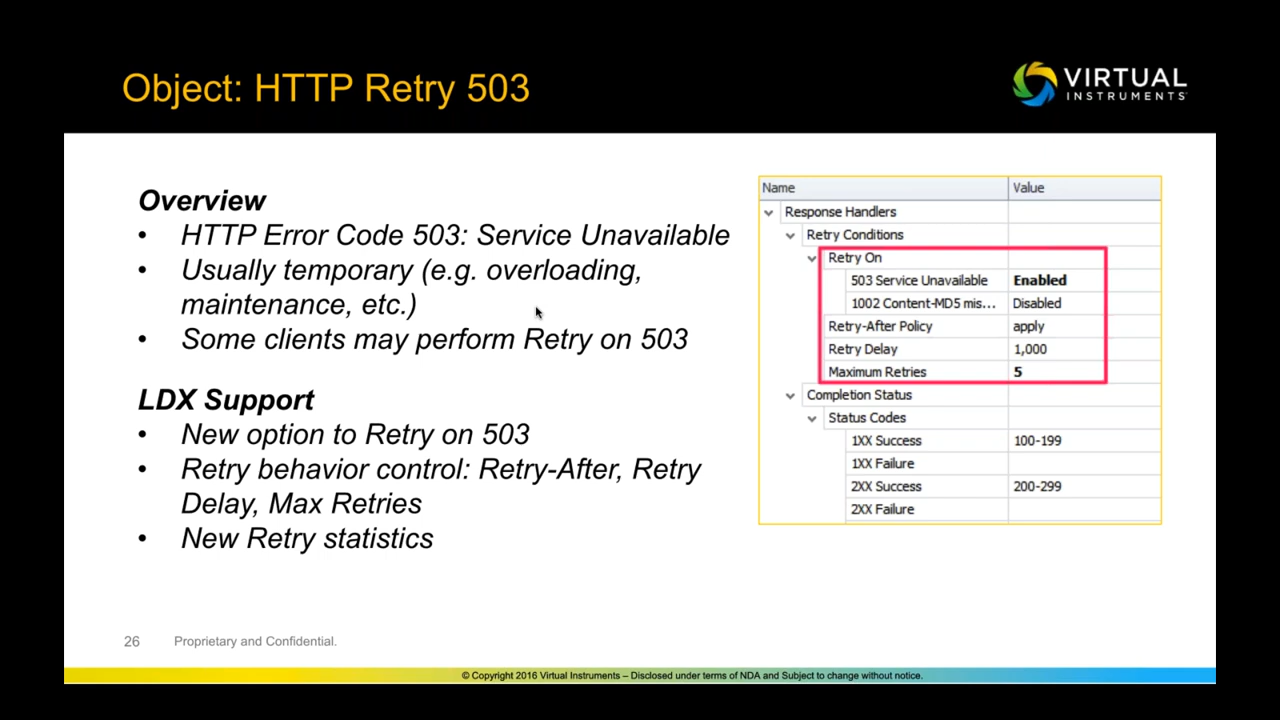 Object: HTTP Retry 503
VIRTUAL
INSTRUMENTS
Overview
• HTTP Error Code 503: Service Unavailable
• Usually temporary (e.g. overloading,
maintenance, etc.)
• Some clients may perform Retry on 503
LDX Support
• New option to Retry on 503
• Retry behavior control: Retry-After, Retry
Delay, Max Retries
• New Retry statistics
Name Value
Response Handlers
Retry Conditions
Retry On
503 Service Unavailable Enabled
1002 Content-MD5 mis... Disabled
Retry-After Policy apply
Retry Delay 1,000
Maximum Retries 5
Completion Status
Status Codes
1XX Success 100-199
1XX Failure
2XX Success 200-299
2XX Failure
26 Proprietary and Confidential.
© Copyright 2016 Virtual Instruments – Disclosed under terms of NDA and Subject to change without notice.